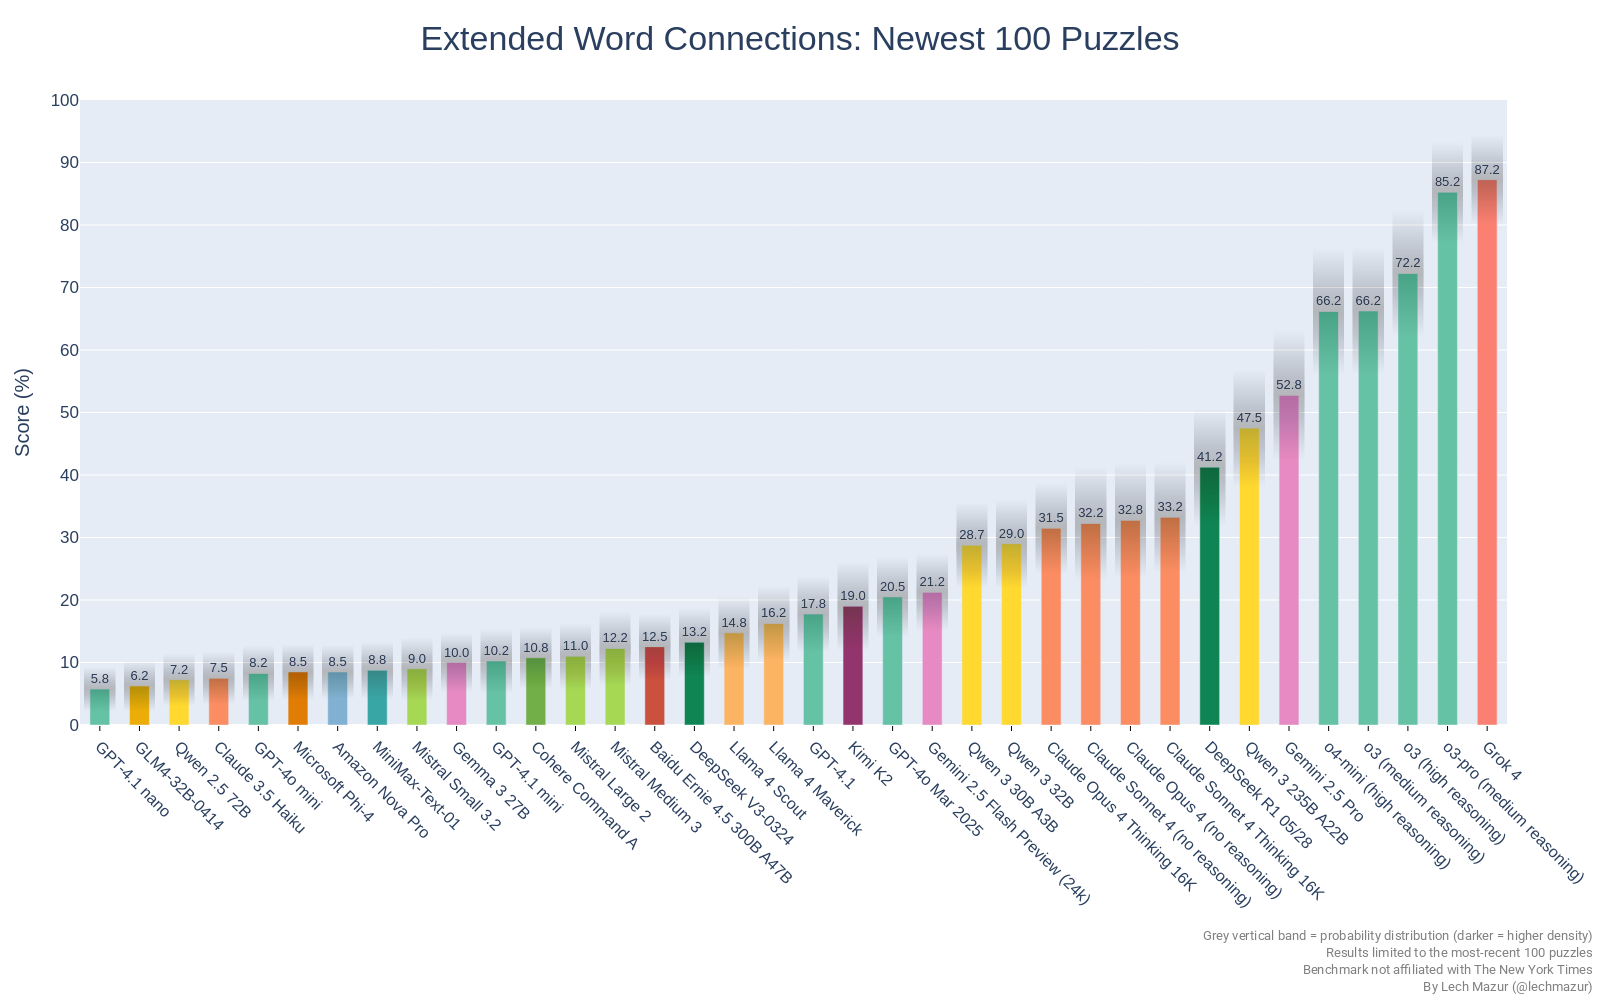 Extended Word Connections: Newest 100 Puzzles
Score (%)
100
90
80
70
60
50
40
30
20
10
0
5.8
6.2
7.2
7.5
8.2
8.5
8.5
8.8
9.0
10.0
10.2
10.8
11.0
12.2
12.5
13.2
14.8
16.2
17.8
19.0
20.5
21.2
28.7
29.0
31.5
32.2
32.8
33.2
41.2
47.5
52.8
66.2
66.2
72.2
85.2
87.2
GPT-4.1 nano
GLM4-32B-0414
Qwen 2.5 72B
Claude 3.5 Haiku
GPT-4o mini
Microsoft Phi-4
Amazon Nova Pro
MiniMax-Text-01
Mistral Small 3.2
Gemma 3 27B
GPT-4.1 mini
Cohere Command A
Mistral Large 2
Mistral Medium 3
Baidu Ernie 4.5 300B A47B
DeepSeek V3-0324
Llama 4 Scout
Llama 4 Maverick
GPT-4.1
Kimi K2
GPT-4o Mar 2025
Gemini 2.5 Flash Preview (24k)
Qwen 3 30B A3B
Qwen 3 32B
Claude Opus 4 Thinking 16K
Claude Sonnet 4 (no reasoning)
Claude Opus 4 (no reasoning)
Claude Sonnet 4 Thinking 16K
DeepSeek R1 05/28
Qwen 3 235B A22B
Gemini 2.5 Pro
o4-mini (high reasoning)
o3 (medium reasoning)
o3 (high reasoning)
o3-pro (medium reasoning)
Grok 4
Grey vertical band = probability distribution (darker = higher density)
Results limited to the most-recent 100 puzzles
Benchmark not affiliated with The New York Times
By Lech Mazur (@lechmazur)